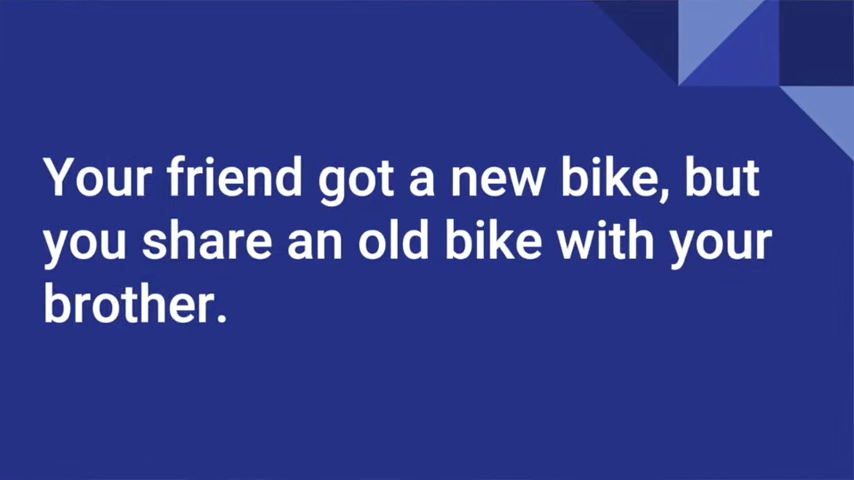 Your friend got a new bike, but
you share an old bike with your
brother.